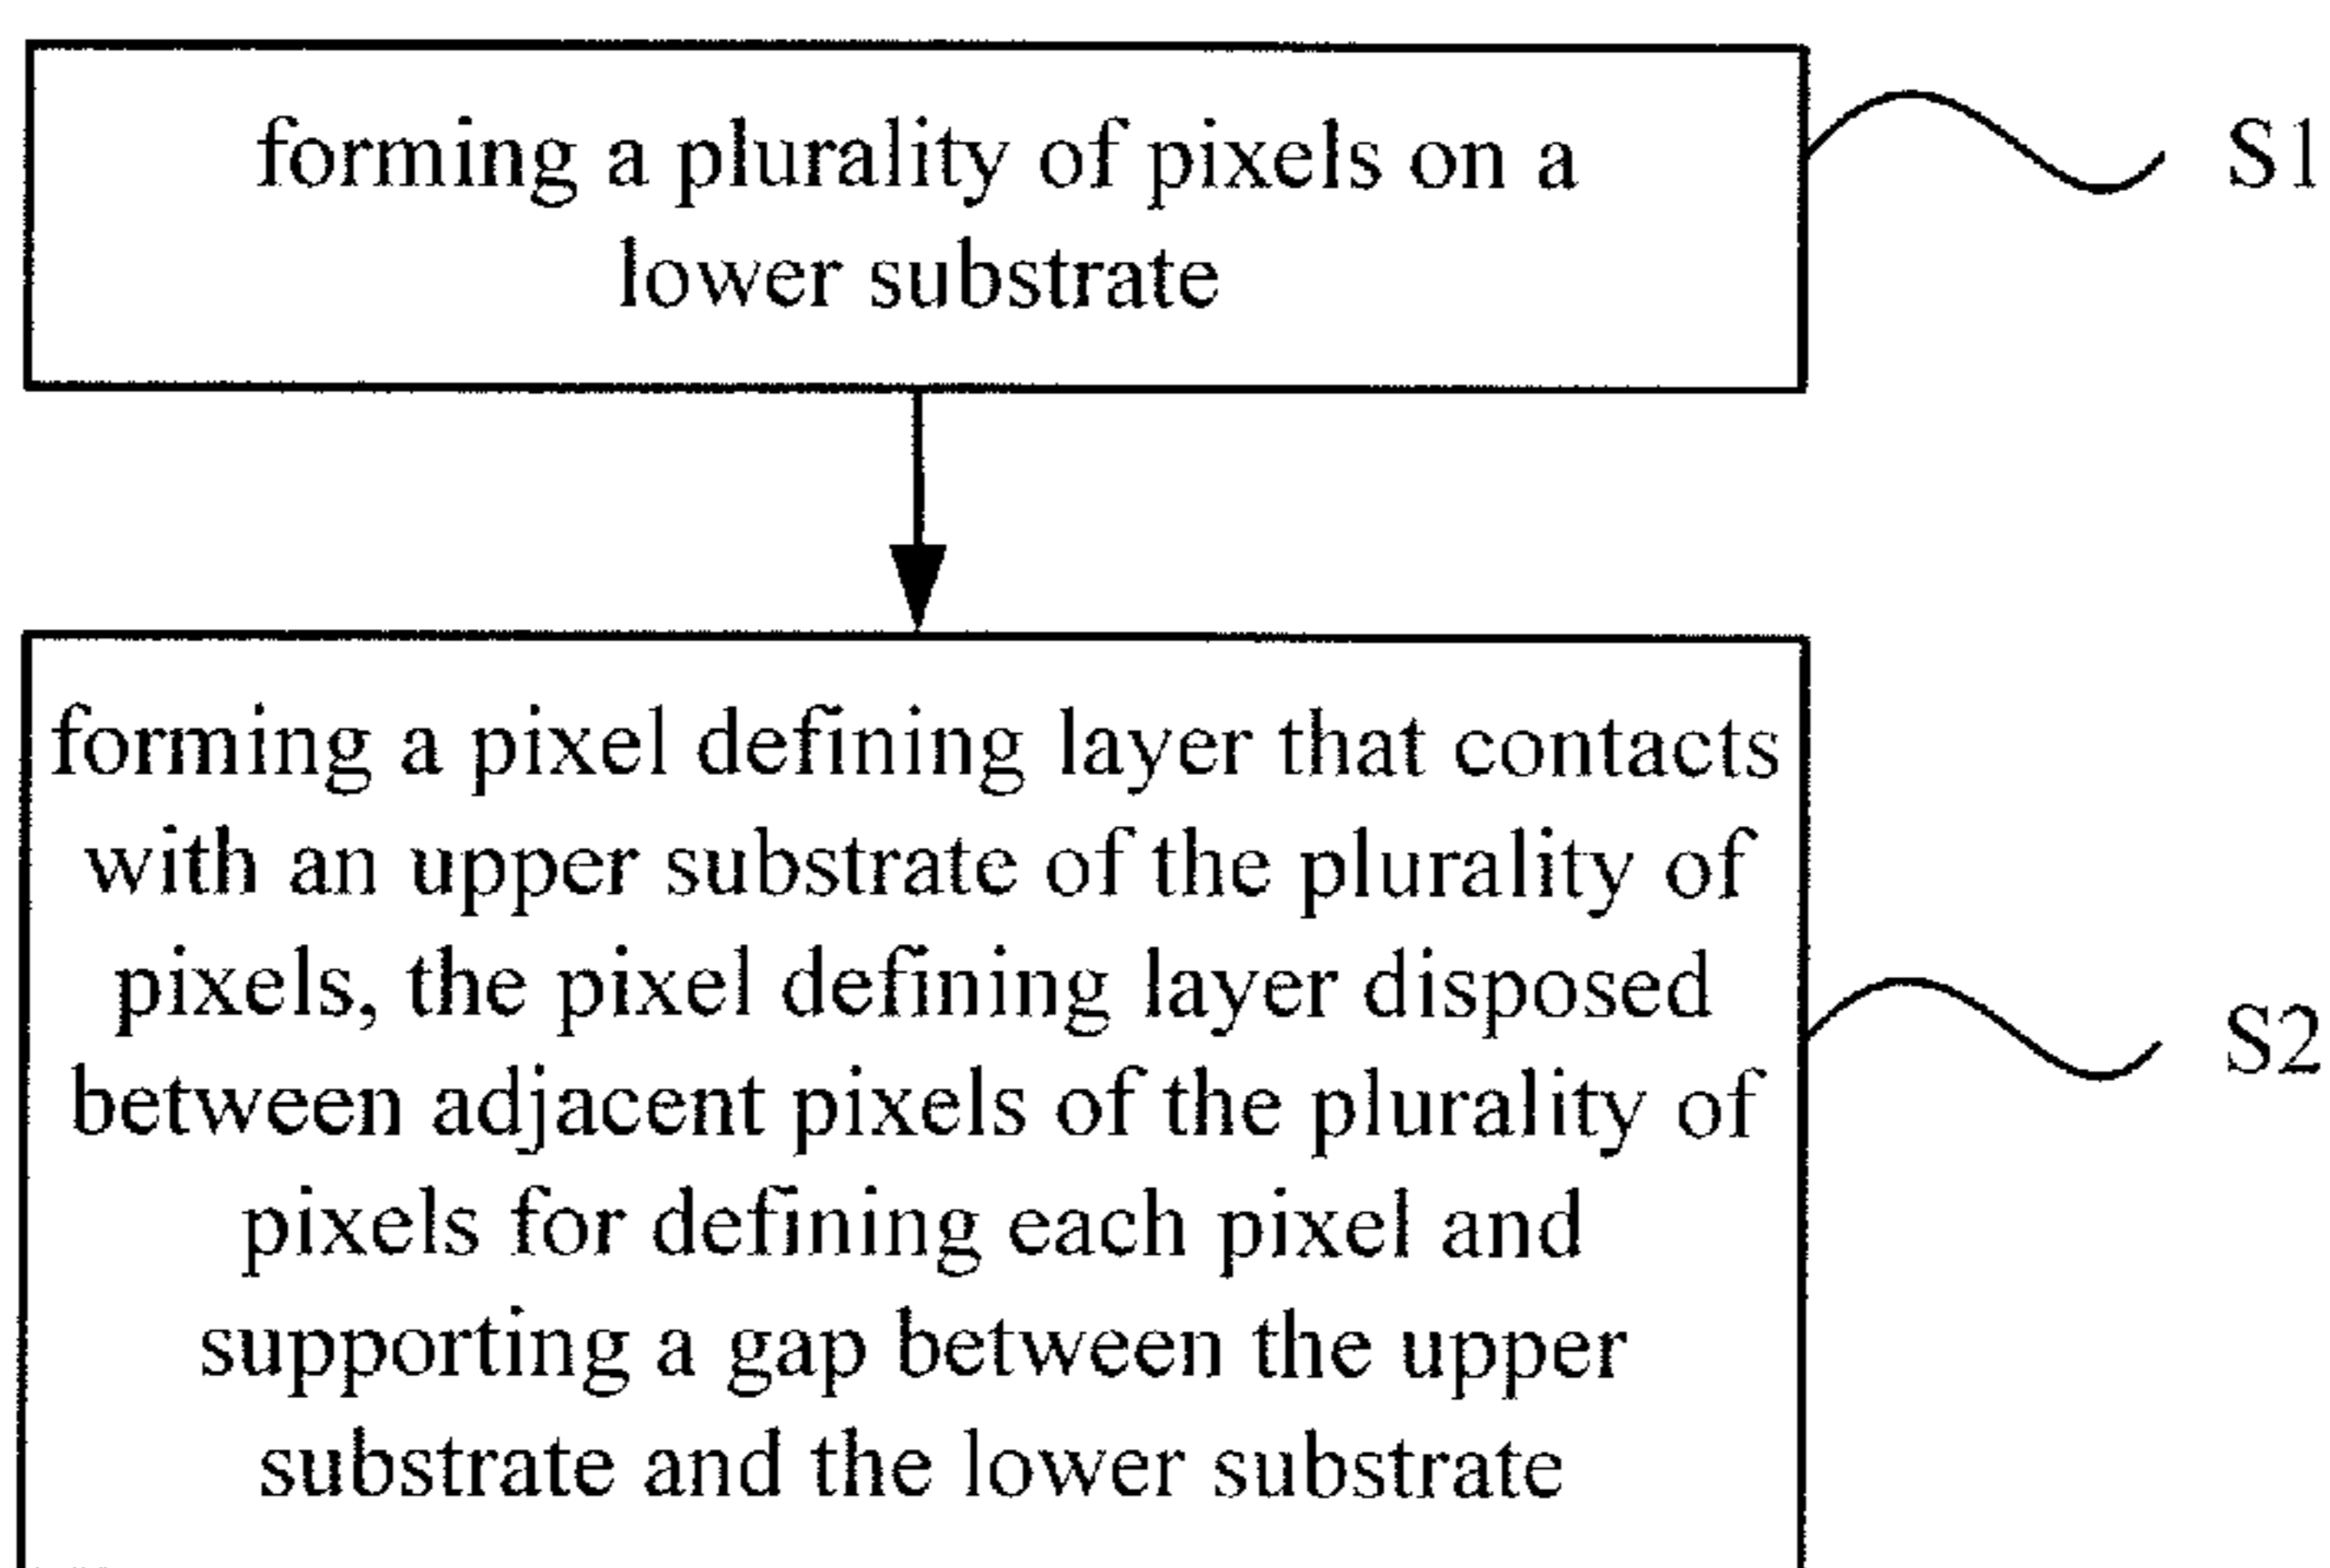 forming a plurality of pixels on a
lower substrate
S1
forming a pixel defining layer that contacts
with an upper substrate of the plurality of
pixels, the pixel defining layer disposed
between adjacent pixels of the plurality of
pixels for defining each pixel and
supporting a gap between the upper
substrate and the lower substrate
S2